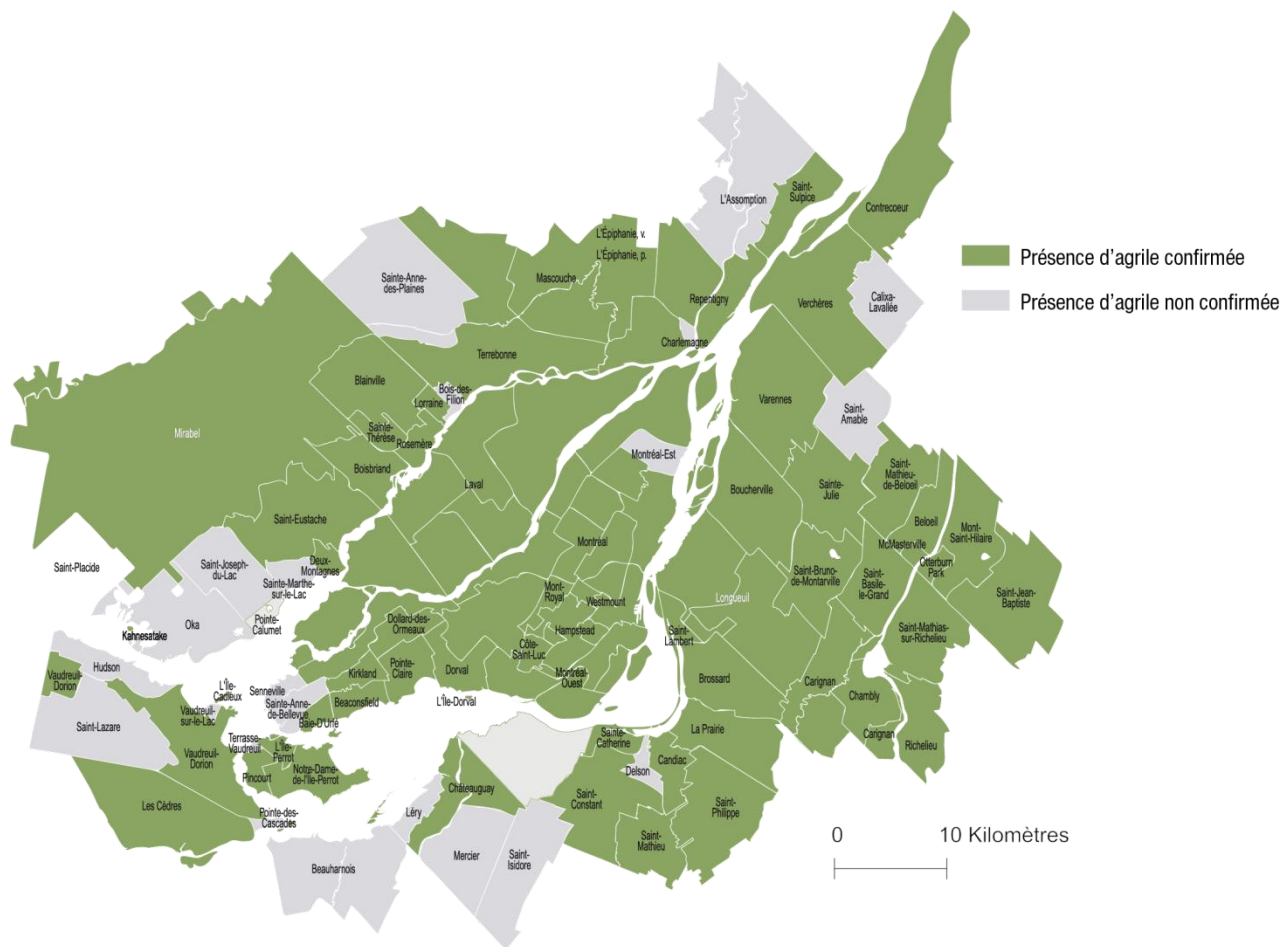 Saint-
Sulpice
L'Assomption
Contrecoeur
L'Épiphanie, v.
L'Épiphanie, p.
Présence d'agrile confirmée
Présence d'agrile non confirmée
Sainte-Anne-
des-Plaines
Mascouche
Repentigny
Verchères
Calixa-
Lavallée
Charlemagne
Terrebonne
Blainville
Bois-des-
Filion
Lorraine
Varennes
Saint-
Amable
Mirabel
Sainte-
Thérèse
Rosemère
Boisbriand
Montréal-Est
Laval
Boucherville
Sainte-
Julie
Saint-
Mathieu-
de-Beloeil
Saint-Eustache
Beloeil
Mont-
Saint-Hilaire
Montréal
McMasterville
Otterburn
Park
Saint-Placide
Saint-Joseph-
du-Lac
Deux-
Montagnes
Sainte-Marthe-
sur-le-Lac
Saint-Bruno-
de-Montarville
Saint-
Basile-
le-Grand
Mont-
Royal
Westmount
Longueuil
Saint-Jean-
Baptiste
Pointe-
Calumet
Oka
Kannesatake
Dollard-des-
Ormeaux
Hampstead
Côte-
Saint-Luc
Saint-
Lambert
Saint-Mathias-
sur-Richelieu
Hudson
Vaudreuil-
Dorion
Kirkland
Pointe-
Claire
Dorval
Montréal-
Ouest
Brossard
Carignan
Chambly
L'Île-
Cadieux
Senneville
Sainte-Anne-
de-Bellevue
Beaconsfield
L'Île-Dorval
Baie-D'Urfé
Saint-Lazare
Vaudreuil-
sur-le-Lac
La Prairie
Carignan
Richelieu
Terrasse-
Vaudreuil
L'Île-
Perrot
Sainte-
Catherine
Delson
Candiac
Vaudreuil-
Dorion
Pincourt
Notre-Dame-
de-l'Île-Perrot
Châteauguay
Saint-
Constant
Saint-
Philippe
Les Cèdres
Pointe-des-
Cascades
Léry
Saint-
Mathieu
Mercier
Saint-
Isidore
Beauharnois
0 10 Kilomètres